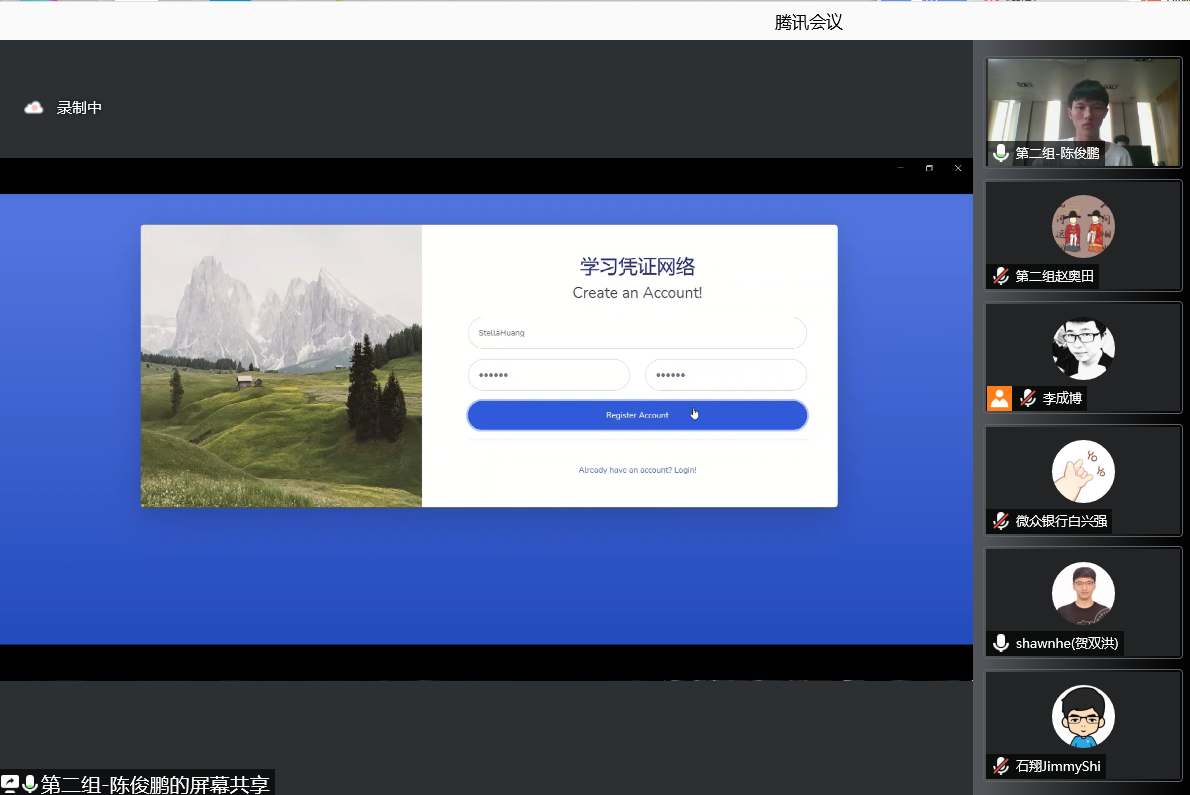 腾讯会议
录制中
学习凭证网络
Create an Account!
StellaHuang
••••••
••••••
Register Account
Already have an account? Login!
第二组-陈俊鹏的屏幕共享
第二组-陈俊鹏
第二组赵奥田
李成博
Yo
Yo
微众银行白兴强
shawnhe(贺双洪)
石翔JimmyShi